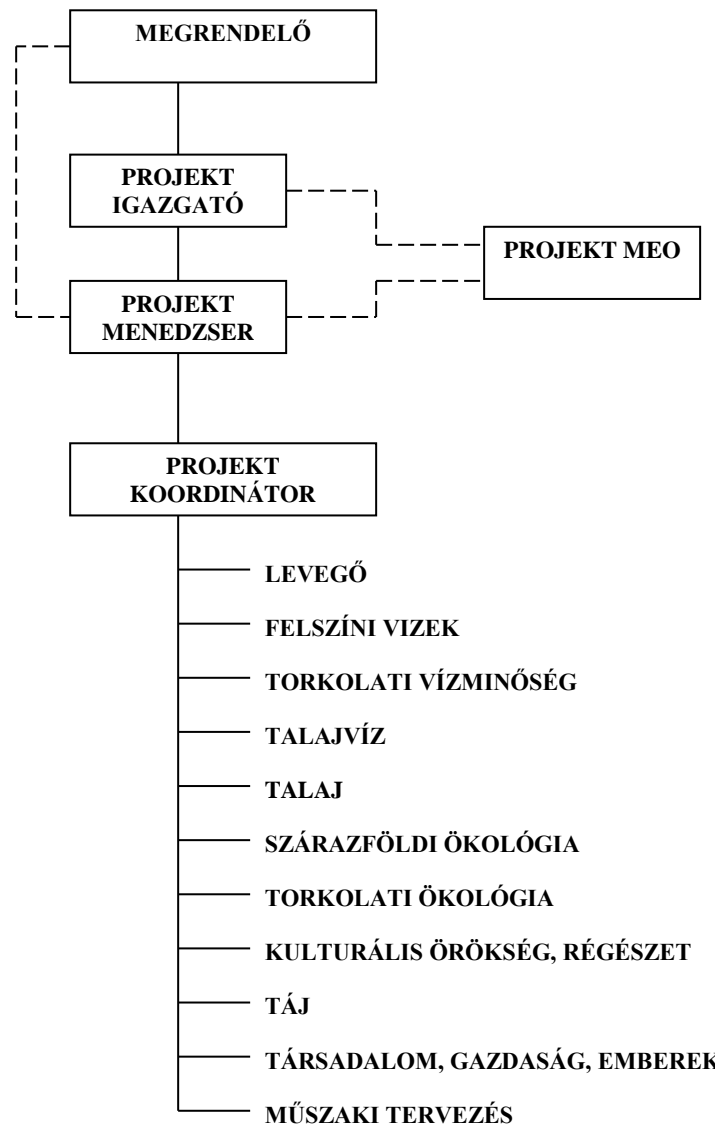 MEGRENDELŐ
PROJEKT
IGAZGATÓ
PROJEKT MEO
PROJEKT
MENEDZSER
PROJEKT
KOORDINÁTOR
LEVEGŐ
FELSZÍNI VIZEK
TORKOLATI VÍZMINŐSÉG
TALAJVÍZ
TALAJ
SZÁRAZFÖLDI ÖKOLÓGIA
TORKOLATI ÖKOLÓGIA
KULTURÁLIS ÖRÖKSÉG, RÉGÉSZET
TÁJ
TÁRSADALOM, GAZDASÁG, EMBEREK
MŰSZAKI TERVEZÉS